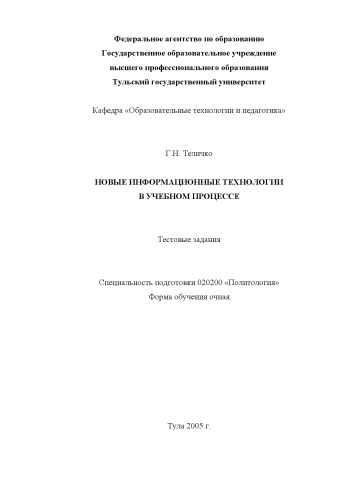 Федеральное агентство по образованию
Государственное образовательное учреждение
высшего профессионального образования
Тульский государственный университет
Кафедра «Образовательные технологии и педагогика»
Г.Н. Теличко
НОВЫЕ ИНФОРМАЦИОННЫЕ ТЕХНОЛОГИИ
В УЧЕБНОМ ПРОЦЕССЕ
Тестовые задания
Специальность подготовки 020200 «Политология»
Форма обучения очная
Тула 2005 г.